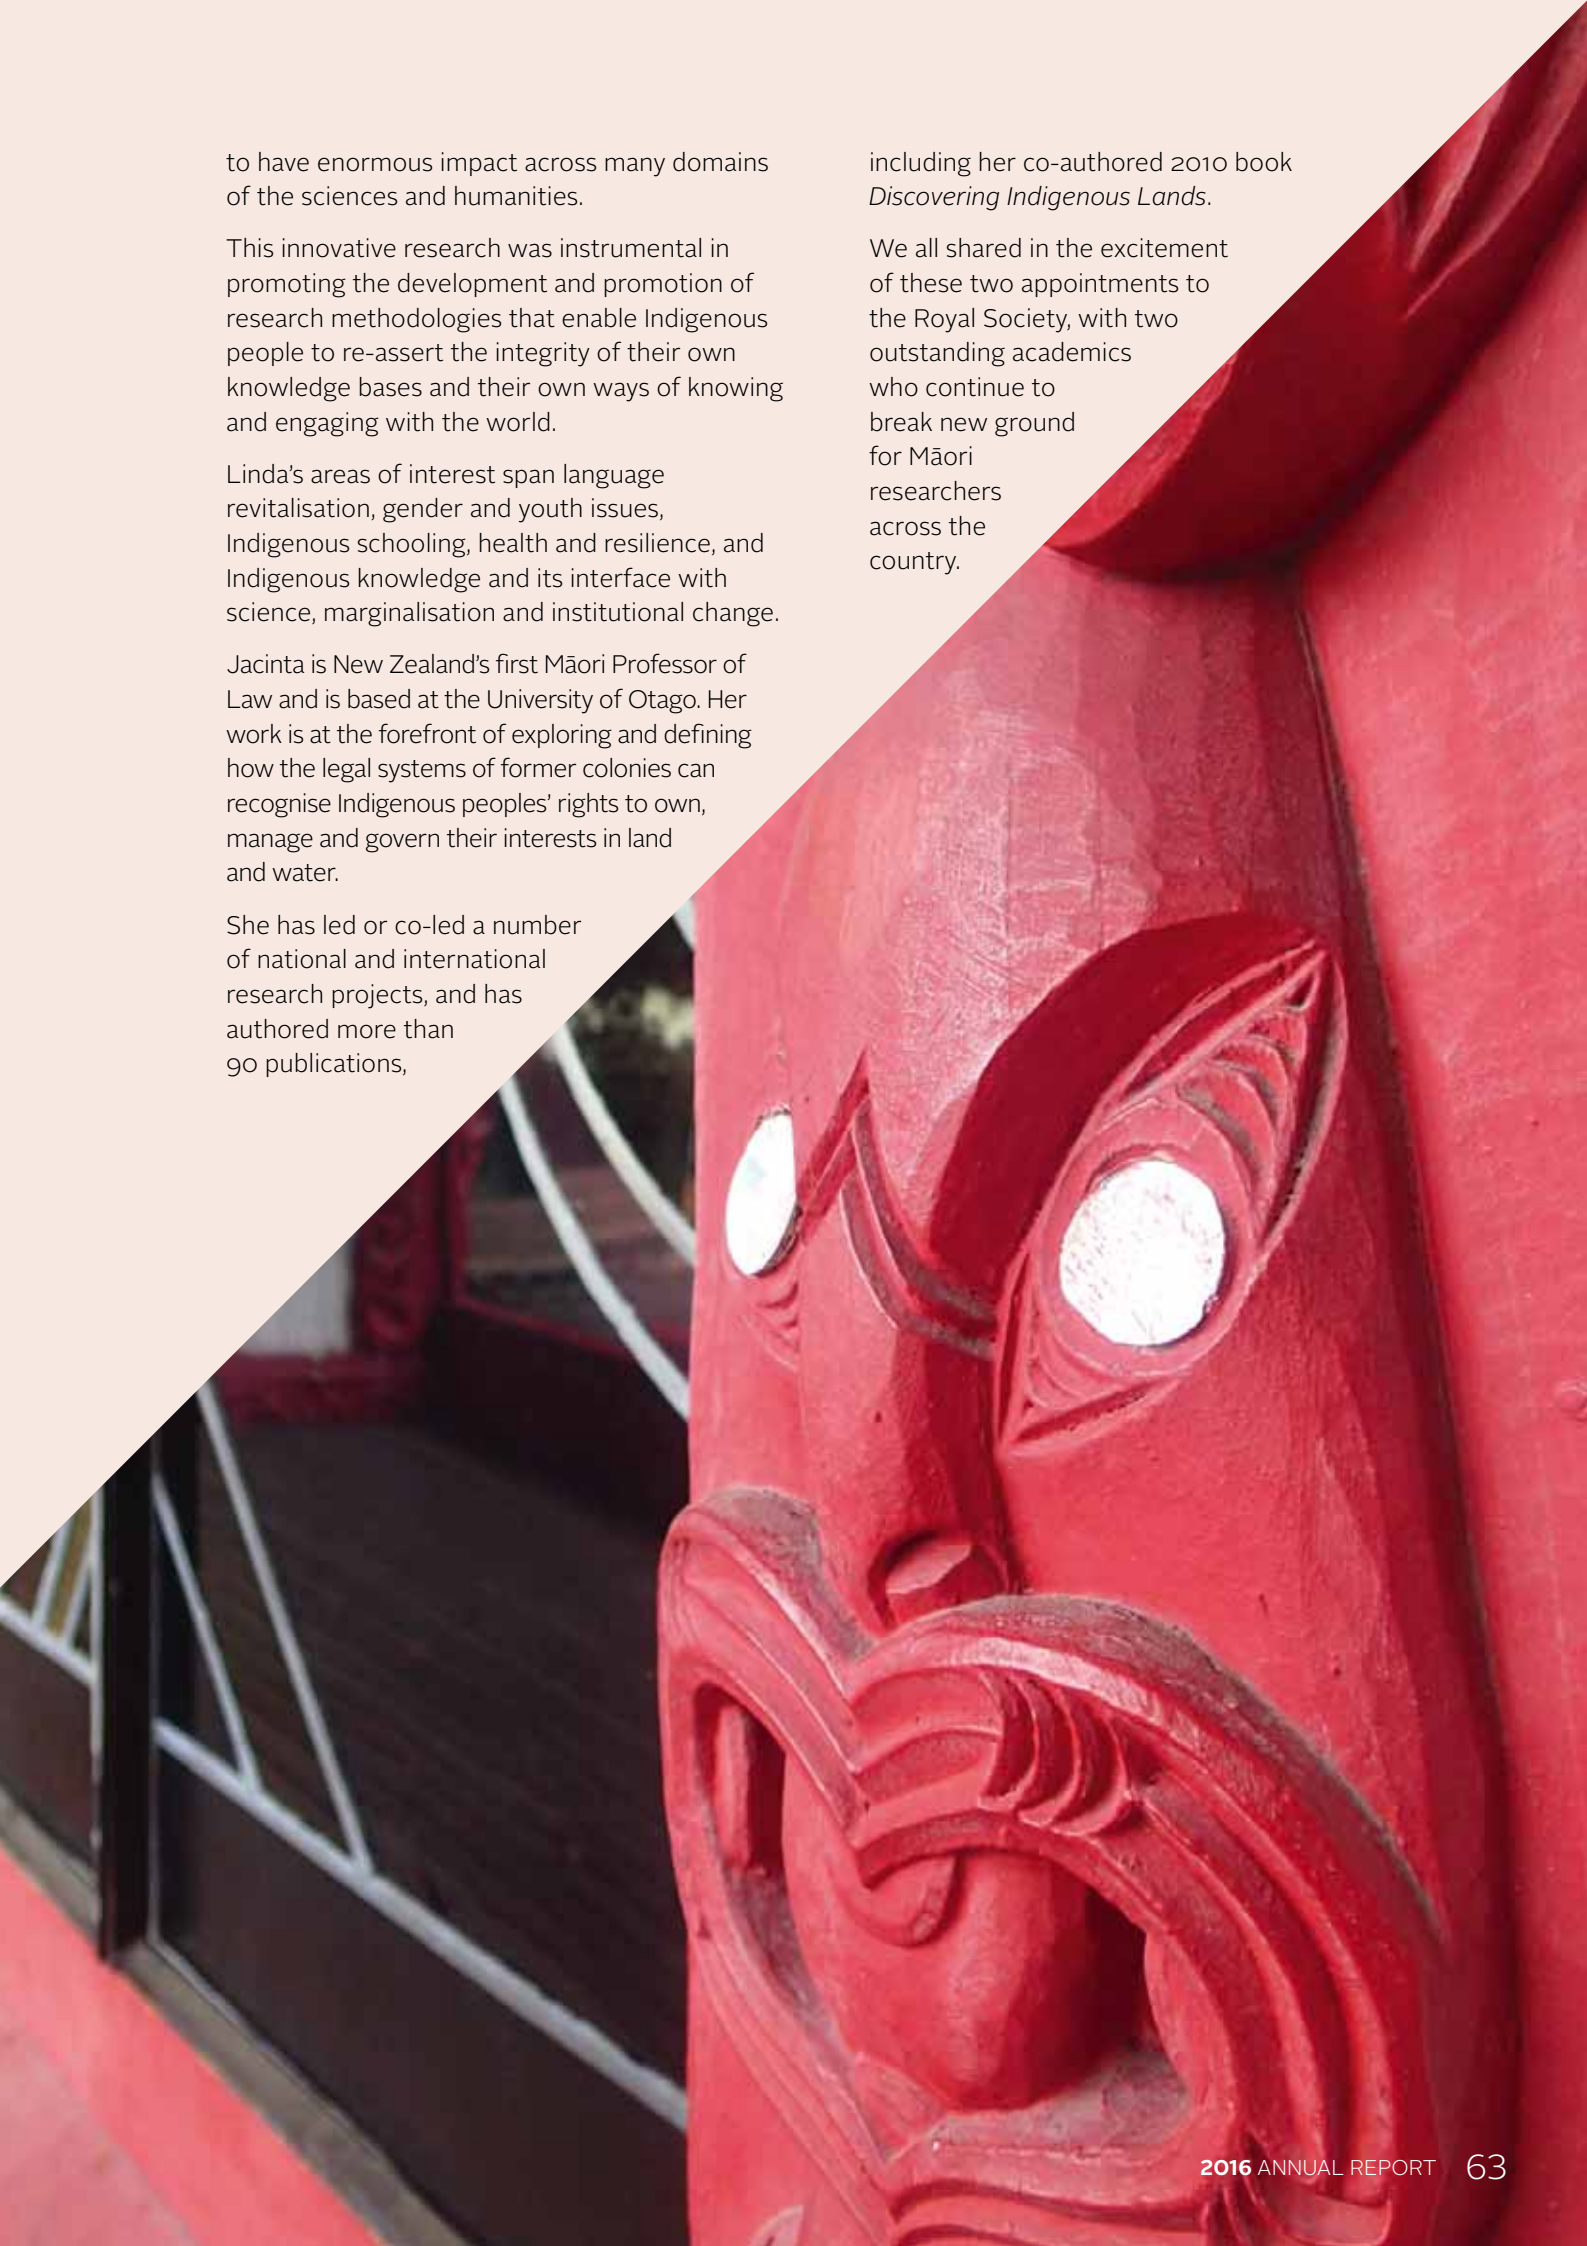 to have enormous impact across many domains
of the sciences and humanities.
This innovative research was instrumental in
promoting the development and promotion of
research methodologies that enable Indigenous
people to re-assert the integrity of their own
knowledge bases and their own ways of knowing
and engaging with the world.
Linda’s areas of interest span language
revitalisation, gender and youth issues,
Indigenous schooling, health and resilience, and
Indigenous knowledge and its interface with
science, marginalisation and institutional change.
Jacinta is New Zealand’s first Māori Professor of
Law and is based at the University of Otago. Her
work is at the forefront of exploring and defining
how the legal systems of former colonies can
recognise Indigenous peoples’ rights to own,
manage and govern their interests in land
and water.
She has led or co-led a number
of national and international
research projects, and has
authored more than
90 publications,
including her co-authored 2010 book
Discovering Indigenous Lands.
We all shared in the excitement
of these two appointments to
the Royal Society, with two
outstanding academics
who continue to
break new ground
for Māori
researchers
across the
country.
2016 ANNUAL REPORT 63